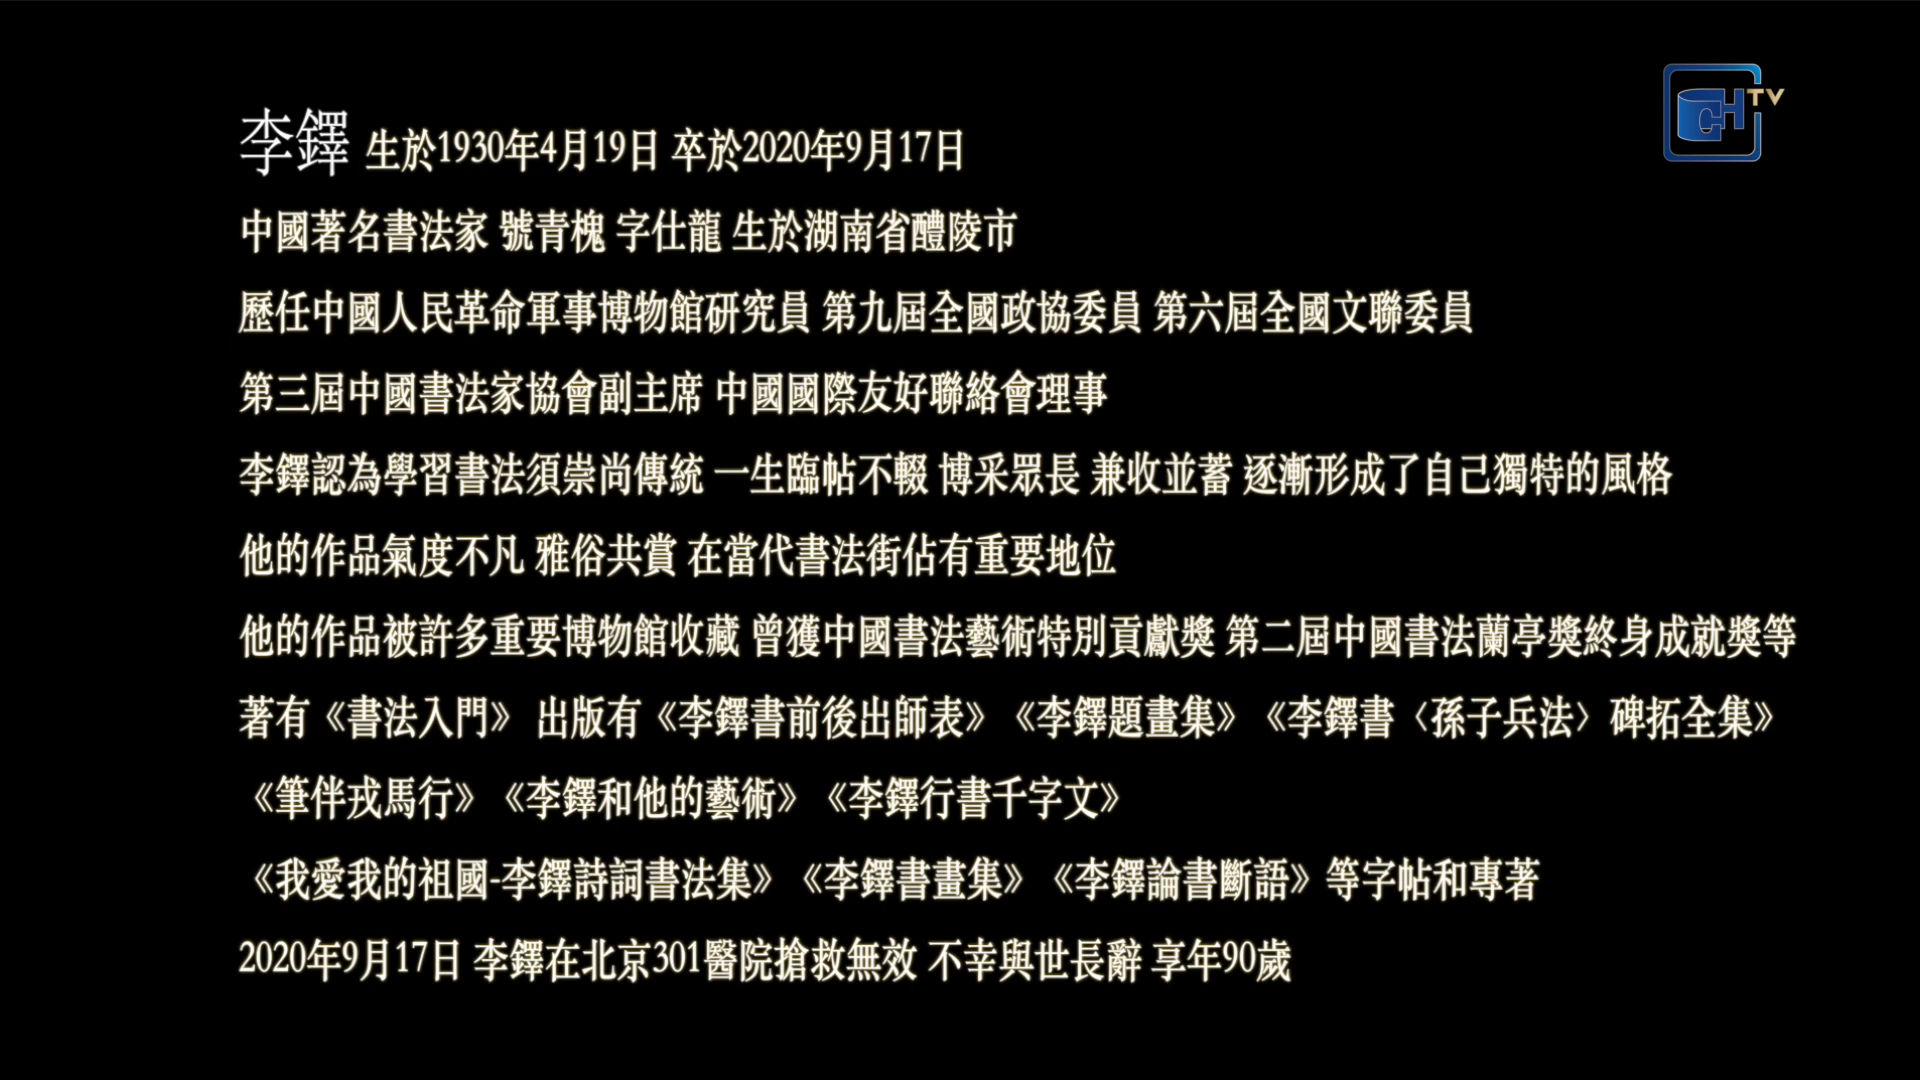 李鐸 生於1930年4月19日 卒於2020年9月17日
CHTV
中國著名書法家 號青槐 字仕龍 生於湖南省醴陵市
歷任中國人民革命軍事博物館研究員 第九屆全國政協委員 第六屆全國文聯委員
第三屆中國書法家協會副主席 中國國際友好聯絡會理事
李鐸認為學習書法須崇尚傳統 一生臨帖不輟 博采眾長 兼收並蓄 逐漸形成了自己獨特的風格
他的作品氣度不凡 雅俗共賞 在當代書法街佔有重要地位
他的作品被許多重要博物館收藏 曾獲中國書法藝術特別貢獻獎 第二屆中國書法蘭亭獎終身成就獎等
著有《書法入門》 出版有《李鐸書前後出師表》《李鐸題畫集》《李鐸書〈孫子兵法〉碑拓全集》
《筆伴戎馬行》《李鐸和他的藝術》《李鐸行書千字文》
《我愛我的祖國-李鐸詩詞書法集》《李鐸書畫集》《李鐸論書斷語》等字帖和專著
2020年9月17日 李鐸在北京301醫院搶救無效 不幸與世長辭 享年90歲